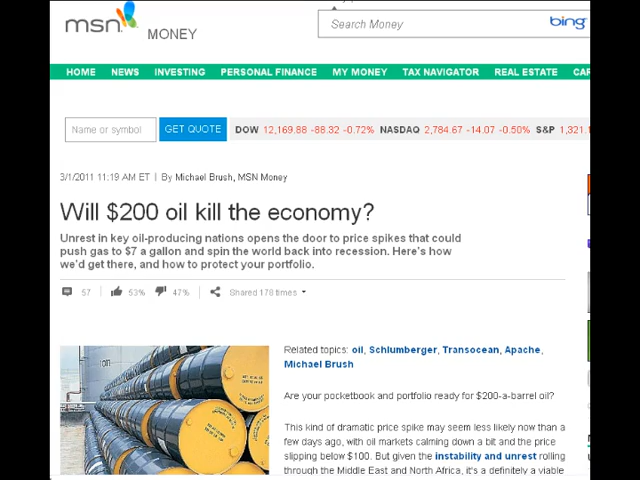 msn MONEY
Search Money
bing
HOME NEWS INVESTING PERSONAL FINANCE MY MONEY TAX NAVIGATOR REAL ESTATE CAR
Name or symbol GET QUOTE DOW 12,169.88 -88.32 -0.72% NASDAQ 2,784.67 -14.07 -0.50% S&P 1,321.1
3/1/2011 11:19 AM ET | By Michael Brush, MSN Money
Will $200 oil kill the economy?
Unrest in key oil-producing nations opens the door to price spikes that could
push gas to $7 a gallon and spin the world back into recession. Here's how
we'd get there, and how to protect your portfolio.
57 53% 47% Shared 178 times
Related topics: oil, Schlumberger, Transocean, Apache,
Michael Brush
Are your pocketbook and portfolio ready for $200-a-barrel oil?
This kind of dramatic price spike may seem less likely now than a
few days ago, with oil markets calming down a bit and the price
slipping below $100. But given the instability and unrest rolling
through the Middle East and North Africa, it's a definitely a viable